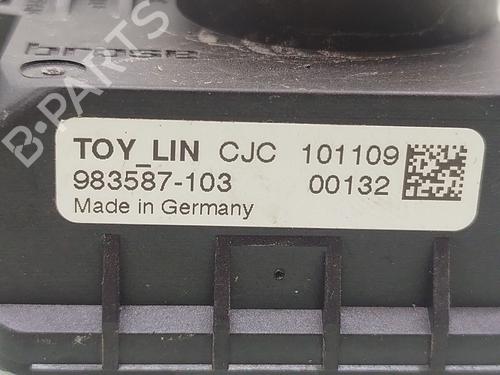 brose
TOY_LIN CJC 101109
983587-103 00132
Made in Germany
B-PARTS